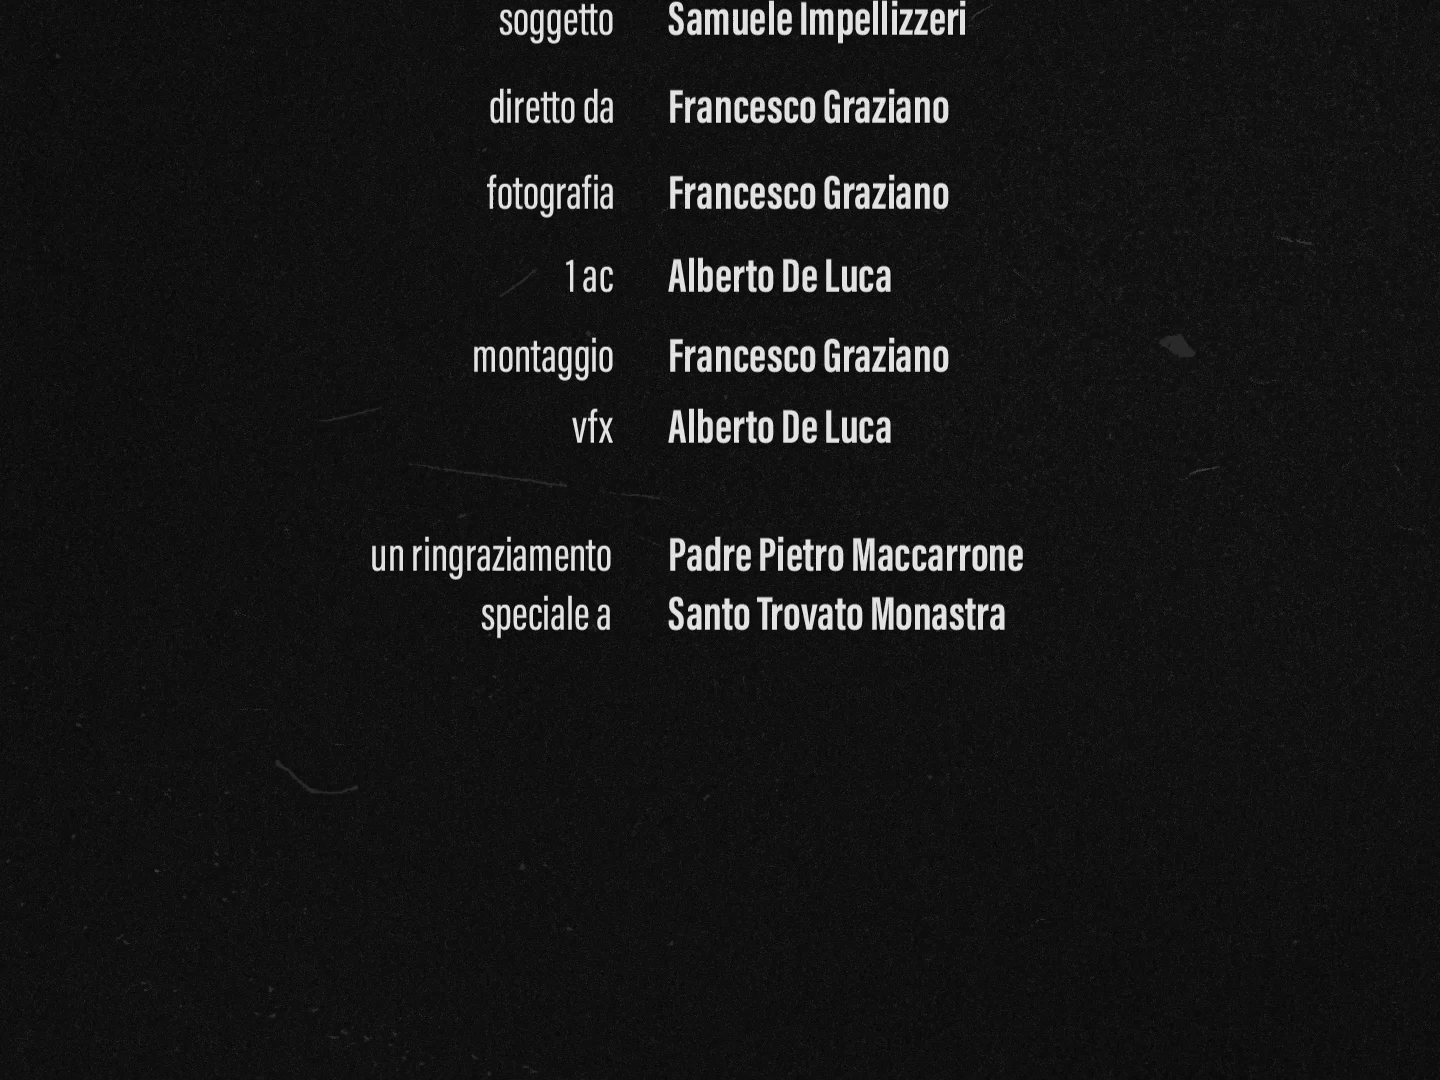 soggetto Samuele Impellizzeri
diretto da Francesco Graziano
fotografia Francesco Graziano
1 ac Alberto De Luca
montaggio Francesco Graziano
vfx Alberto De Luca
un ringraziamento Padre Pietro Maccarrone
speciale a Santo Trovato Monastra